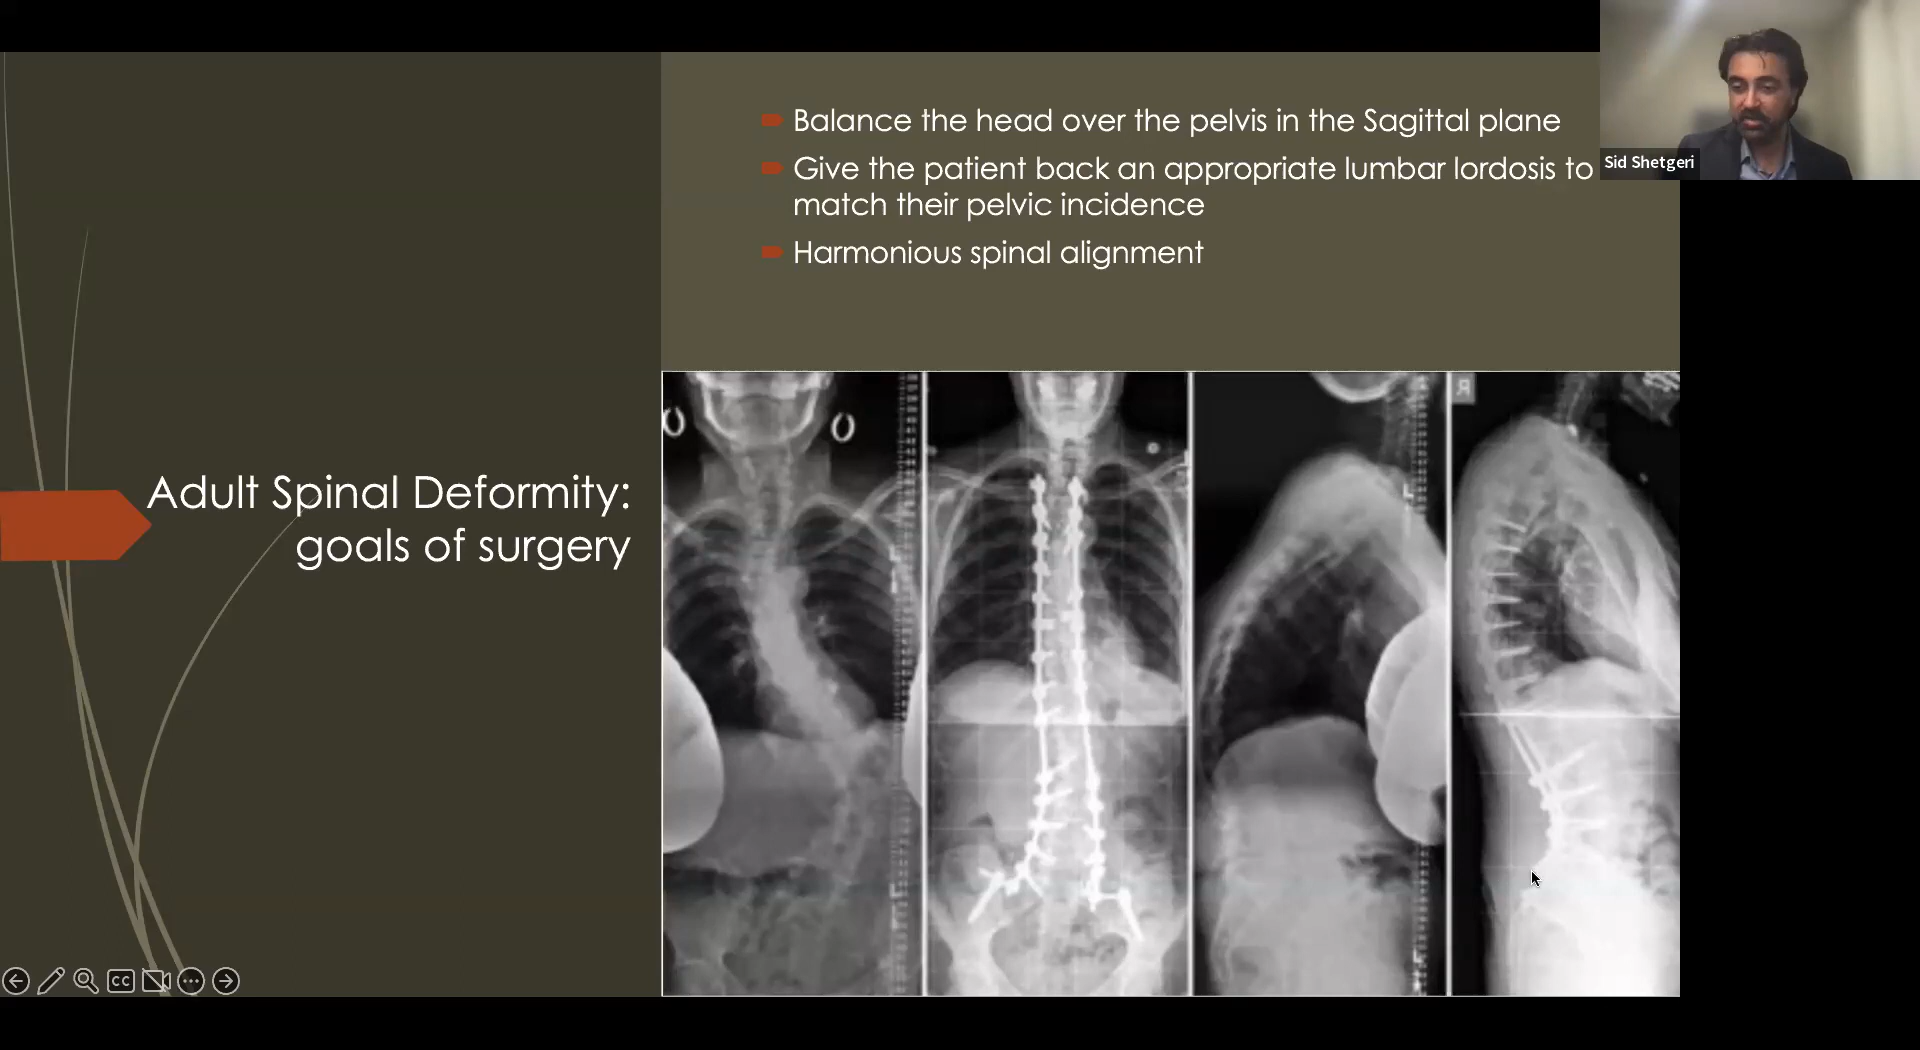 Balance the head over the pelvis in the Sagittal plane
Give the patient back an appropriate lumbar lordosis to
match their pelvic incidence
Harmonious spinal alignment
Sid Shetgeri
Adult Spinal Deformity:
goals of surgery
R
CC